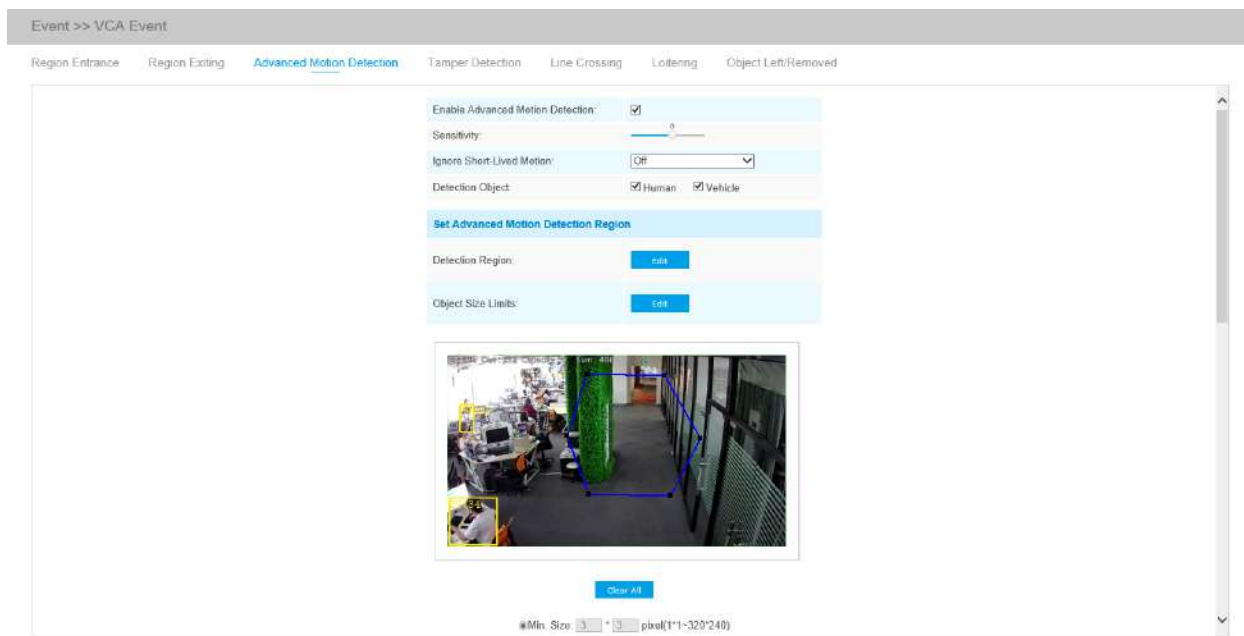 Event >> VCA Event
Region Entrance Region Exiting Advanced Motion Detection Tamper Detection Line Crossing Loitering Object Left/Removed
Enable Advanced Motion Detection:
Sensitivity:
Ignore Short-Lived Motion: Off
Detection Object: Human Vehicle
Set Advanced Motion Detection Region
Detection Region: Edit
Object Size Limits: Edit
Clear All
Min. Size: 3 * 3 pixel(1*1~320*240)